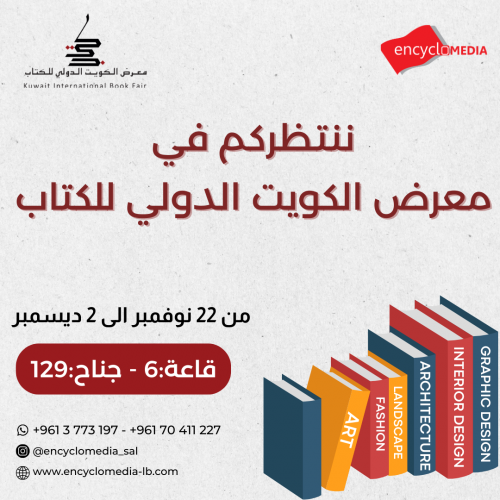 معرض الكويت الدولي للكتاب
Kuwait International Book Fair
encycloMEDIA
ننتظركم في
معرض الكويت الدولي للكتاب
من 22 نوفمبر الى 2 ديسمبر
قاعة:6 - جناح:129
+961 3 773 197 - +961 70 411 227
@encyclomedia_sal
www.encyclomedia-lb.com
ART
FASHION
LANDSCAPE
ARCHITECTURE
INTERIOR DESIGN
GRAPHIC DESIGN